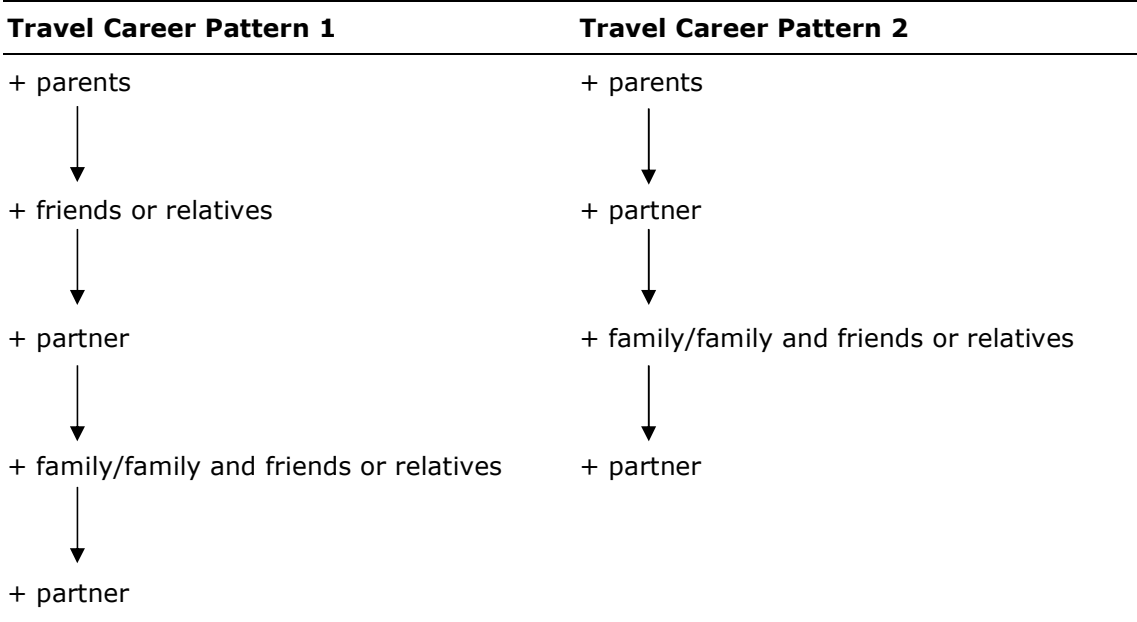 Travel Career Pattern 1 Travel Career Pattern 2
+ parents + parents
+ friends or relatives + partner
+ partner + family/family and friends or relatives
+ family/family and friends or relatives + partner
+ partner